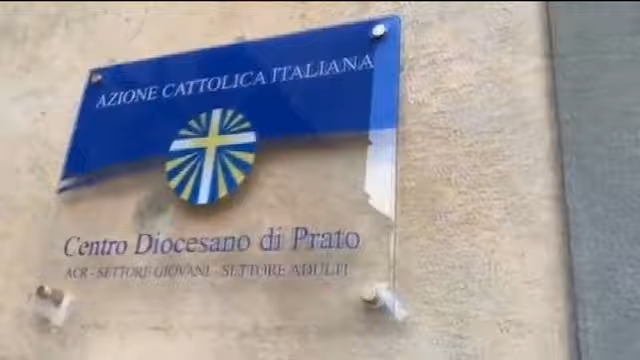 AZIONE CATTOLICA ITALIANA
Centro Diocesano di Prato
ACR - SETTORE GIOVANI - SETTORE ADULTI